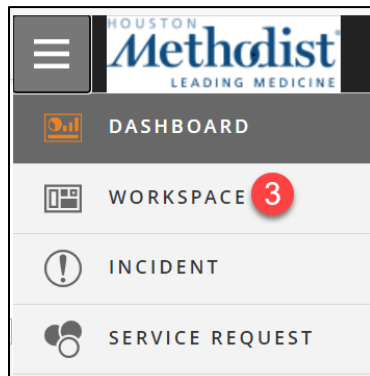 HOUSTON
Methodist
LEADING MEDICINE
DASHBOARD
WORKSPACE 3
INCIDENT
SERVICE REQUEST